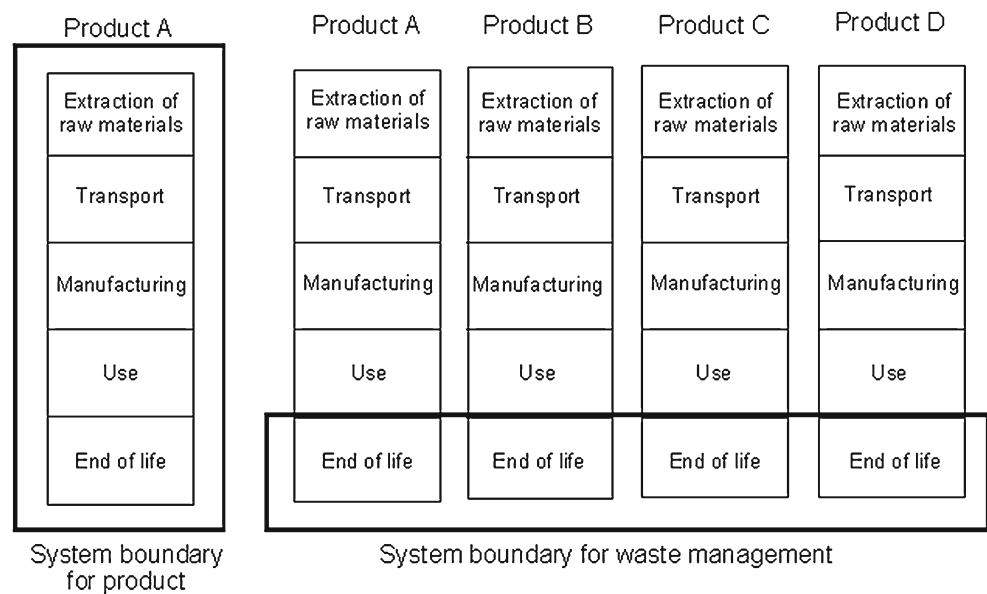 Product A
Extraction of
raw materials
Transport
Manufacturing
Use
End of life
System boundary
for product
Product A
Product B
Product C
Product D
Extraction of
raw materials
Extraction of
raw materials
Extraction of
raw materials
Extraction of
raw materials
Transport
Transport
Transport
Transport
Manufacturing
Manufacturing
Manufacturing
Manufacturing
Use
Use
Use
Use
End of life
End of life
End of life
End of life
System boundary for waste management